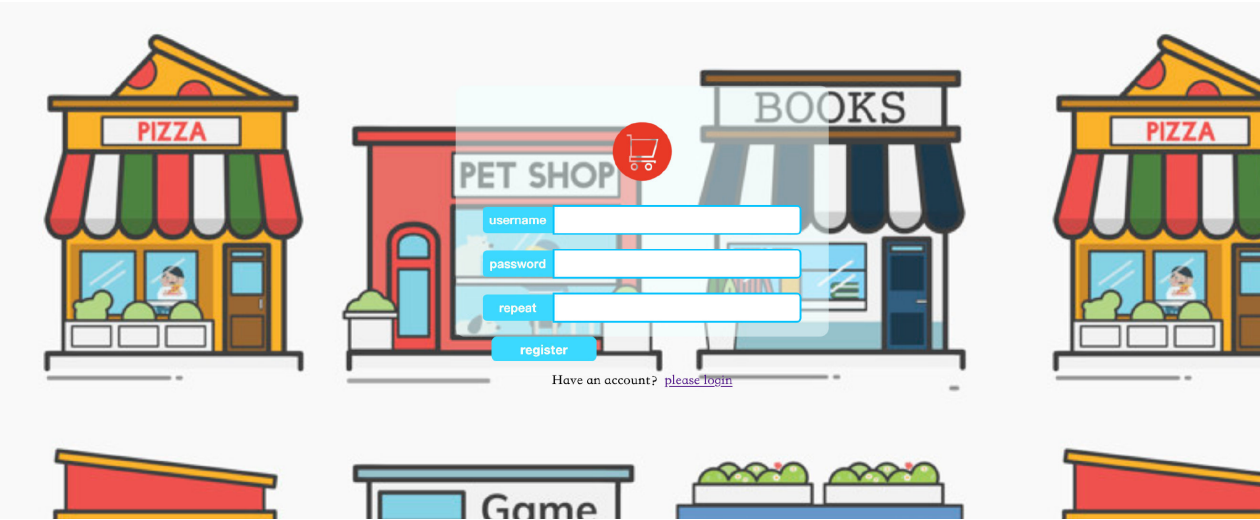 PIZZA
PET SHOP
BOOKS
PIZZA
username
password
repeat
register
Have an account? please login
Game